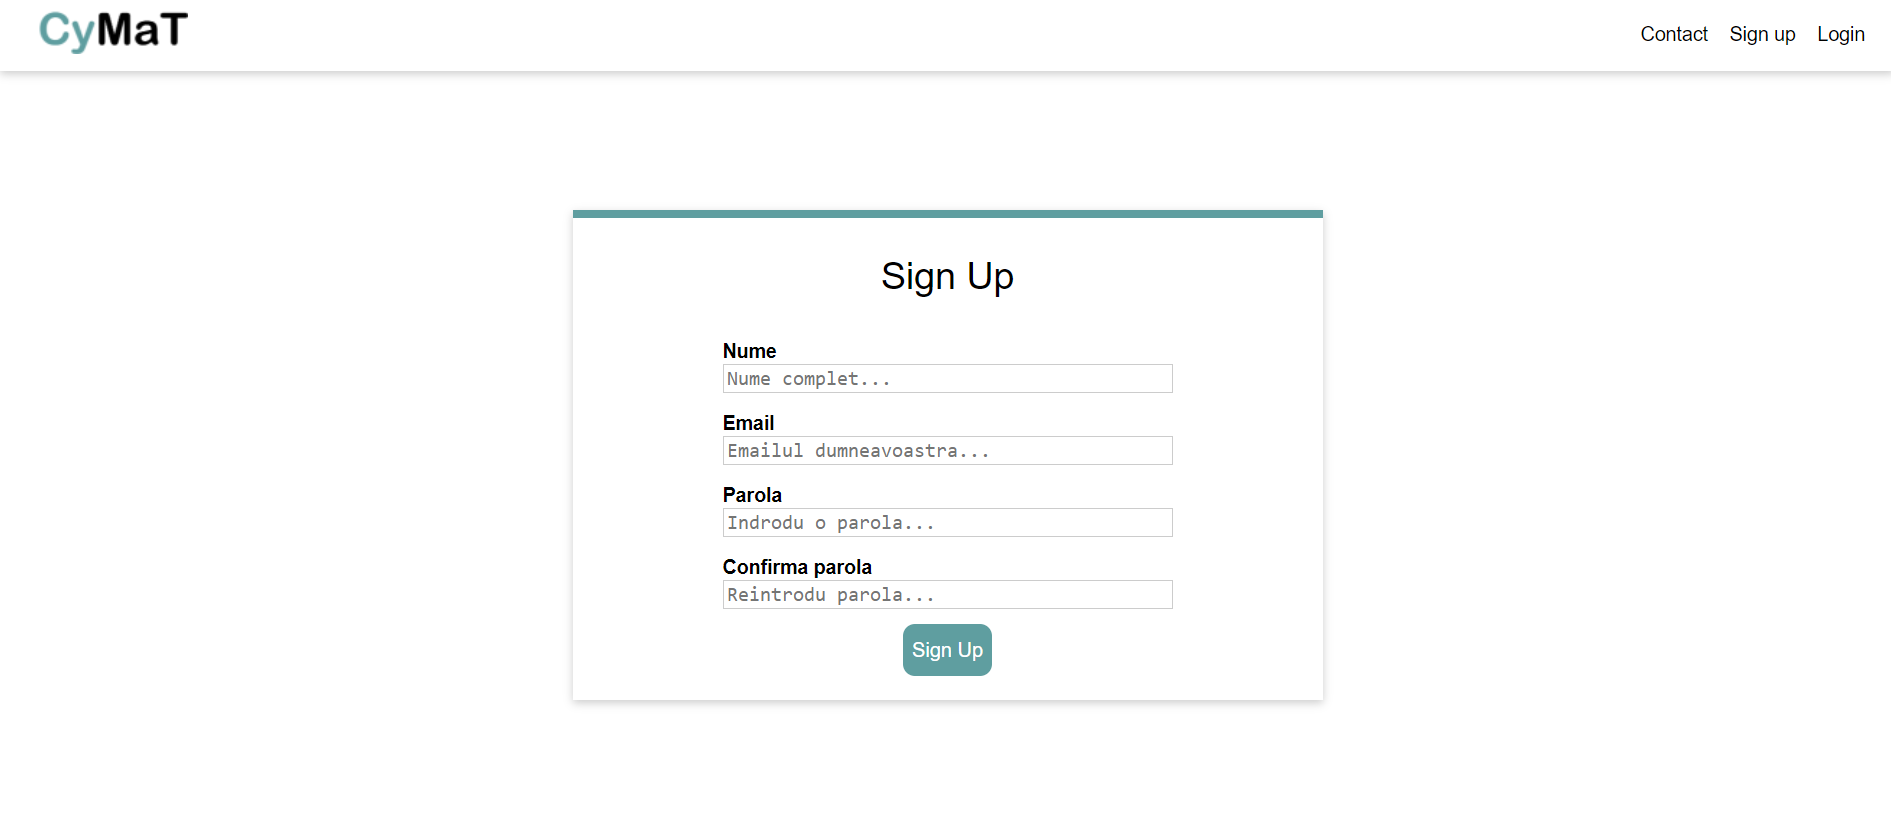 CyMaT
Contact Sign up Login
Sign Up
Nume
Nume complet...
Email
Emailul dumneavoastra...
Parola
Indrodu o parola...
Confirma parola
Reintrodu parola...
Sign Up